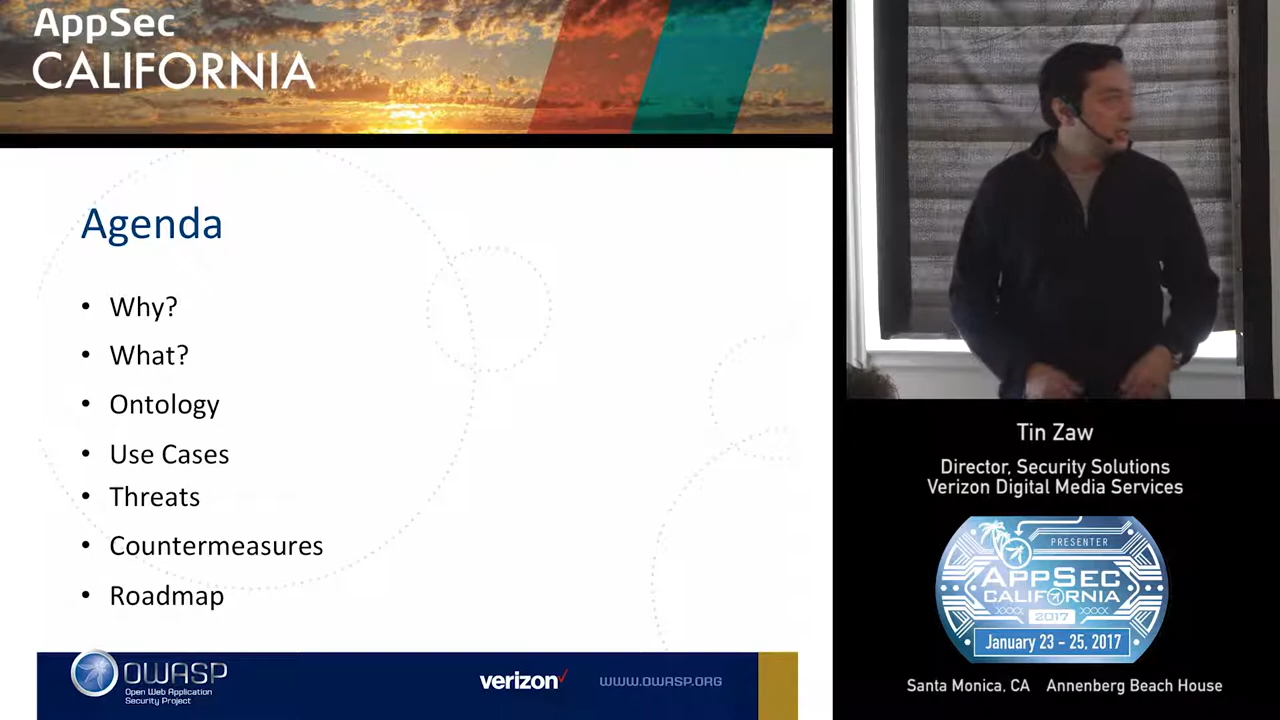 AppSec
CALIFORNIA
Agenda
• Why?
• What?
• Ontology
• Use Cases
• Threats
• Countermeasures
• Roadmap
OWASP
Open Web Application
Security Project
verizon
WWW.OWASP.ORG
Tin Zaw
Director, Security Solutions
Verizon Digital Media Services
PRESENTER
APPSEC
CALIFORNIA
2017
January 23 - 25, 2017
Santa Monica, CA Annenberg Beach House